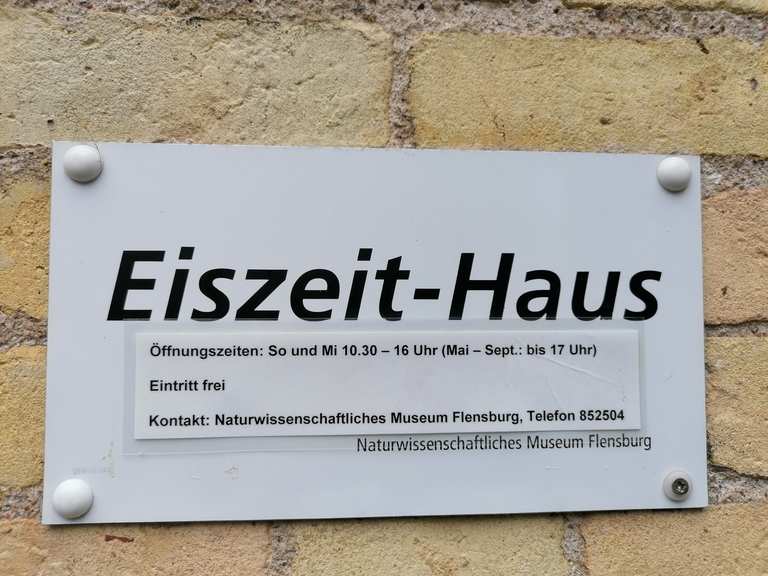 Eiszeit-Haus
Öffnungszeiten: So und Mi 10.30 – 16 Uhr (Mai – Sept.: bis 17 Uhr)
Eintritt frei
Kontakt: Naturwissenschaftliches Museum Flensburg, Telefon 852504
Naturwissenschaftliches Museum Flensburg